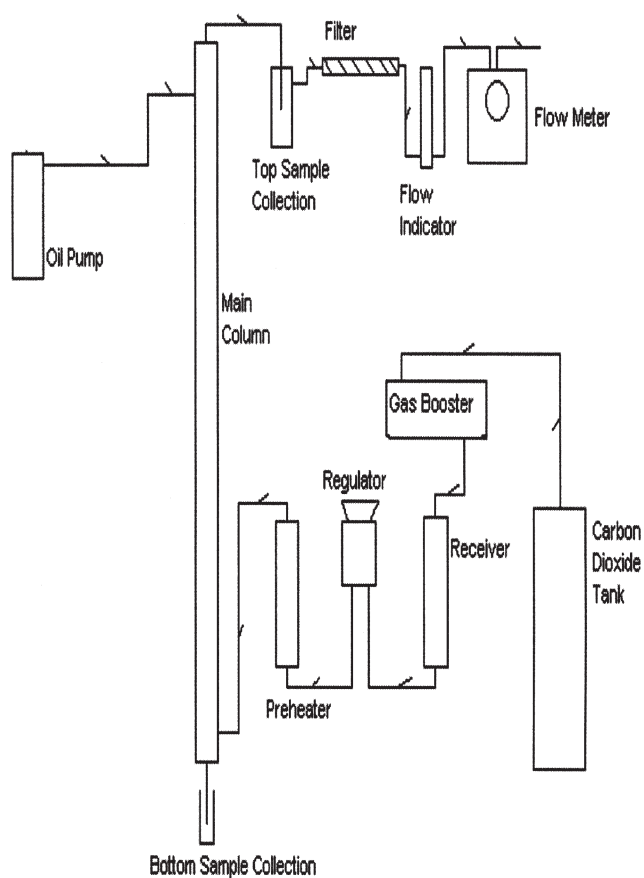 Filter
Flow Meter
Top Sample
Collection
Flow
Indicator
Oil Pump
Main
Column
Gas Booster
Regulator
Receiver
Carbon
Dioxide
Tank
Preheater
Bottom Sample Collection